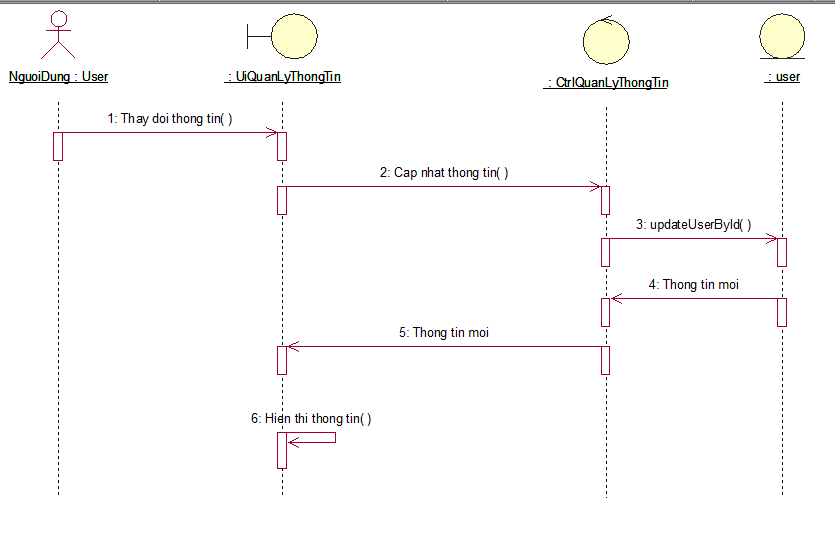 NguoiDung : User
: UiQuanLyThongTin
: CtrlQuanLyThongTin
: user
1: Thay doi thong tin( )
2: Cap nhat thong tin( )
3: updateUserById( )
4: Thong tin moi
5: Thong tin moi
6: Hien thi thong tin( )